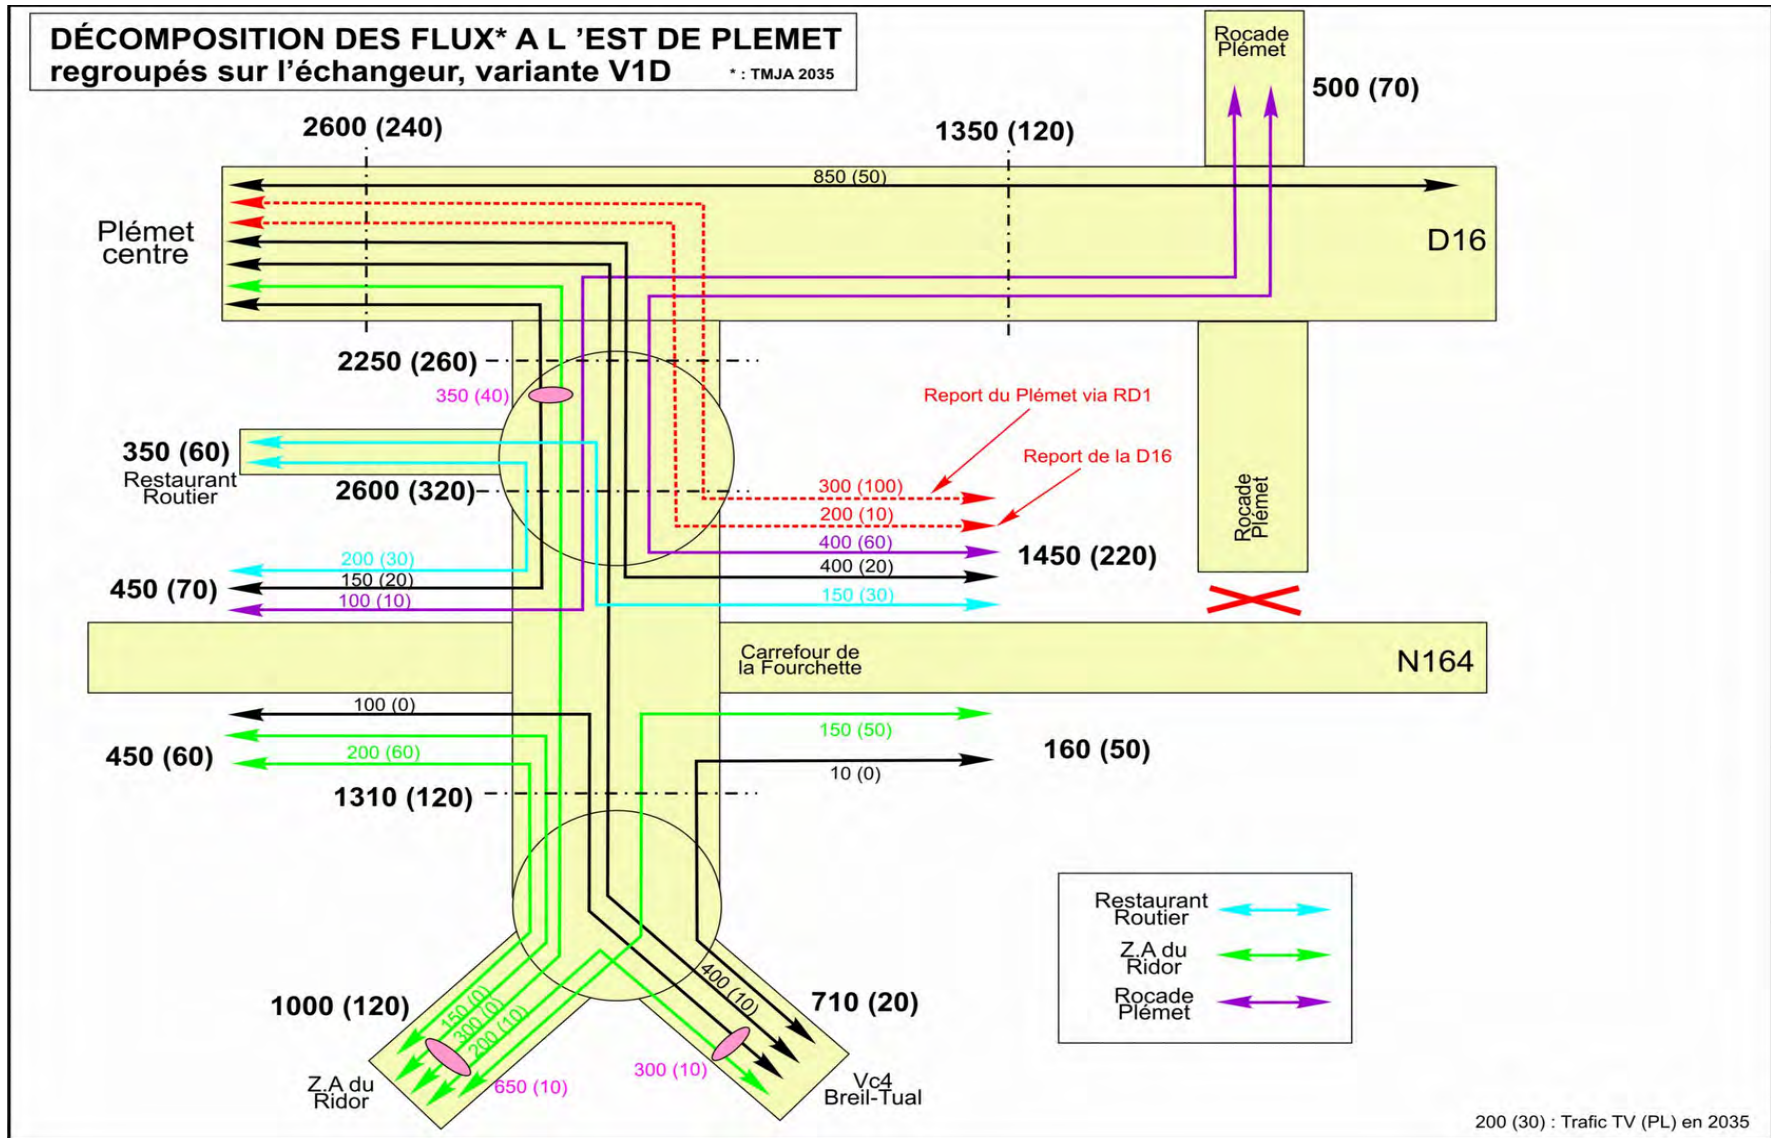 DÉCOMPOSITION DES FLUX* A L ’EST DE PLEMET
regroupés sur l’échangeur, variante V1D
* : TMJA 2035
Rocade
Plémet
500 (70)
2600 (240)
1350 (120)
850 (50)
Plémet
centre
D16
2250 (260)
350 (40)
Report du Plémet via RD1
350 (60)
Restaurant
Routier
2600 (320)
Report de la D16
300 (100)
200 (10)
Rocade
Plémet
400 (60)
1450 (220)
200 (30)
400 (20)
450 (70)
150 (20)
100 (10)
150 (30)
Carrefour de
la Fourchette
N164
100 (0)
150 (50)
450 (60)
200 (60)
160 (50)
10 (0)
1310 (120)
Restaurant
Routier
Z.A du
Ridor
Rocade
Plémet
400 (10)
1000 (120)
710 (20)
150 (0)
300 (0)
200 (10)
300 (10)
650 (10)
Z.A du
Ridor
Vc4
Breil-Tual
200 (30) : Trafic TV (PL) en 2035